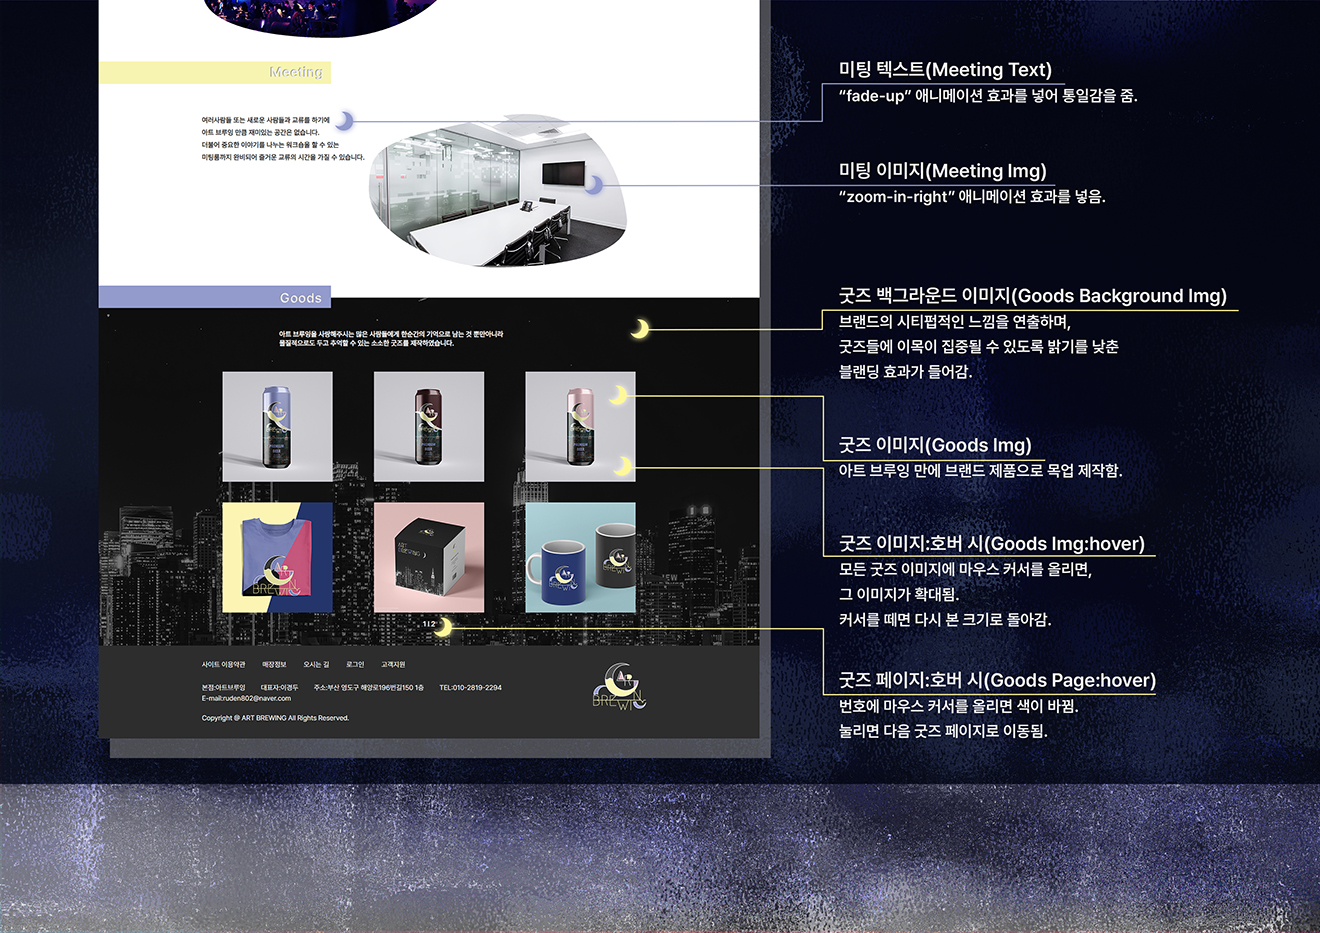 Meeting
여러사람들 또는 새로운 사람들과 교류를 하기에
아트 브루잉 만큼 재미있는 공간은 없습니다.
더불어 중요한 이야기를 나누는 워크숍을 할 수 있는
미팅룸까지 완비되어 즐거운 교류의 시간을 가질 수 있습니다.
Goods
아트 브루잉을 사랑해주시는 많은 사람들에게 한순간의 기억으로 남는 것 뿐만아니라
물질적으로도 두고 추억할 수 있는 소소한 굿즈를 제작하였습니다.
ART
BREWING
1 | 2
사이트 이용약관 매장정보 오시는 길 로그인 고객지원
본점:아트브루잉 대표자:이경두 주소:부산 영도구 해양로196번길150 1층 TEL:010-2819-2294
E-mail:ruden802@naver.com
Copyright @ ART BREWING All Rights Reserved.
ART
BREWING
미팅 텍스트(Meeting Text)
“fade-up” 애니메이션 효과를 넣어 통일감을 줌.
미팅 이미지(Meeting Img)
“zoom-in-right” 애니메이션 효과를 넣음.
굿즈 백그라운드 이미지(Goods Background Img)
브랜드의 시티펍적인 느낌을 연출하며,
굿즈들에 이목이 집중될 수 있도록 밝기를 낮춘
블랜딩 효과가 들어감.
굿즈 이미지(Goods Img)
아트 브루잉 만에 브랜드 제품으로 목업 제작함.
굿즈 이미지:호버 시(Goods Img:hover)
모든 굿즈 이미지에 마우스 커서를 올리면,
그 이미지가 확대됨.
커서를 떼면 다시 본 크기로 돌아감.
굿즈 페이지:호버 시(Goods Page:hover)
번호에 마우스 커서를 올리면 색이 바뀜.
눌리면 다음 굿즈 페이지로 이동됨.